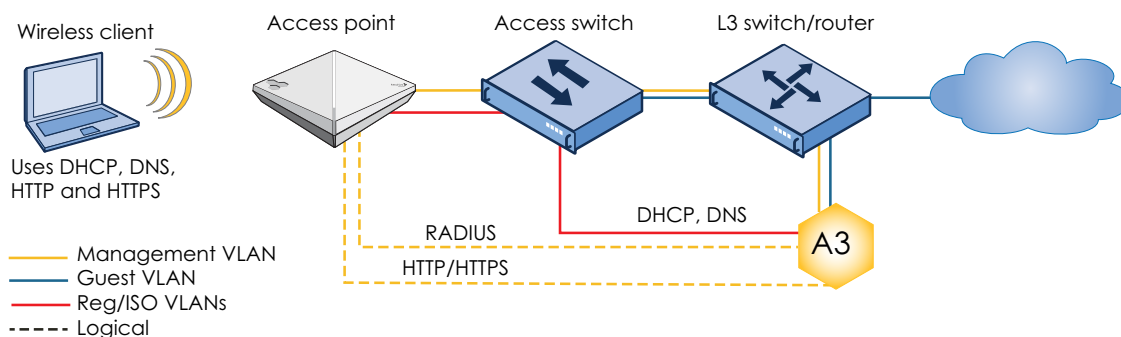 Wireless client
Access point
Access switch
L3 switch/router
Uses DHCP, DNS,
HTTP and HTTPS
DHCP, DNS
RADIUS
A3
HTTP/HTTPS
Management VLAN
Guest VLAN
Reg/ISO VLANs
Logical